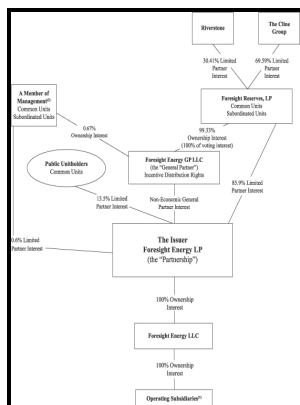 Riverstone
The Cline
Group
30.41% Limited
Partner
Interest
69.59% Limited
Partner
Interest
A Member of
Management
Common Units
Subordinated Units
Foresight Reserves, LP
Common Units
Subordinated Units
0.67%
Ownership Interest
99.33%
Ownership Interest
(100% of voting interest)
Public Unitholders
Common Units
Foresight Energy GP LLC
(the “General Partner”)
Incentive Distribution Rights
13.5% Limited
Partner Interest
Non-Economic General
Partner Interest
85.9% Limited
Partner Interest
0.6% Limited
Partner Interest
The Issuer
Foresight Energy LP
(the “Partnership”)
100% Ownership
Interest
Foresight Energy LLC
100% Ownership
Interest
Operating Subsidiaries